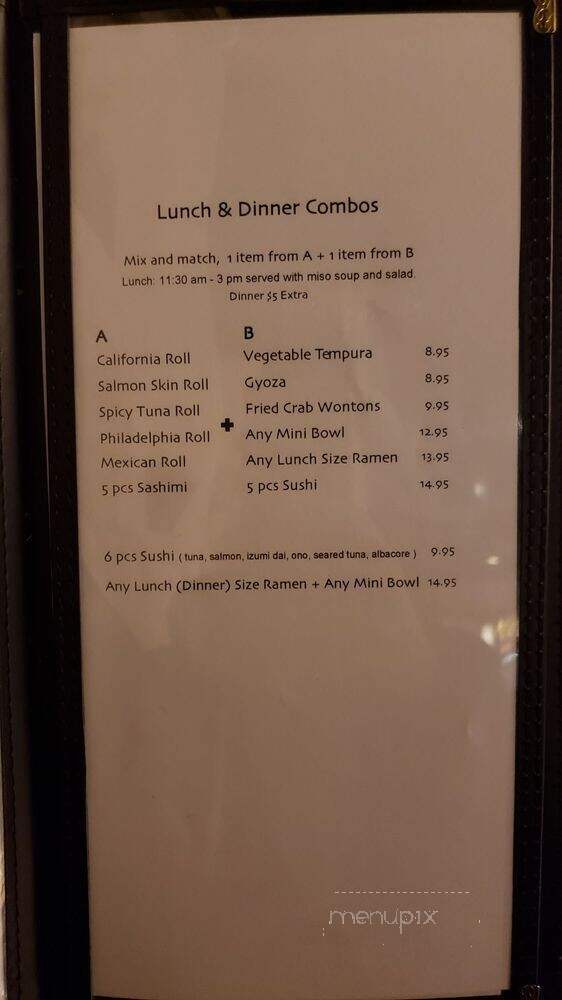 Lunch & Dinner Combos
Mix and match, 1 item from A + 1 item from B
Lunch: 11:30 am - 3 pm served with miso soup and salad.
Dinner $5 Extra
A B
California Roll Vegetable Tempura 8.95
Salmon Skin Roll Gyoza 8.95
Spicy Tuna Roll Fried Crab Wontons 9.95
Philadelphia Roll + Any Mini Bowl 12.95
Mexican Roll Any Lunch Size Ramen 13.95
5 pcs Sashimi 5 pcs Sushi 14.95
6 pcs Sushi ( tuna, salmon, izumi dai, ono, seared tuna, albacore ) 9.95
Any Lunch (Dinner) Size Ramen + Any Mini Bowl 14.95
menupix